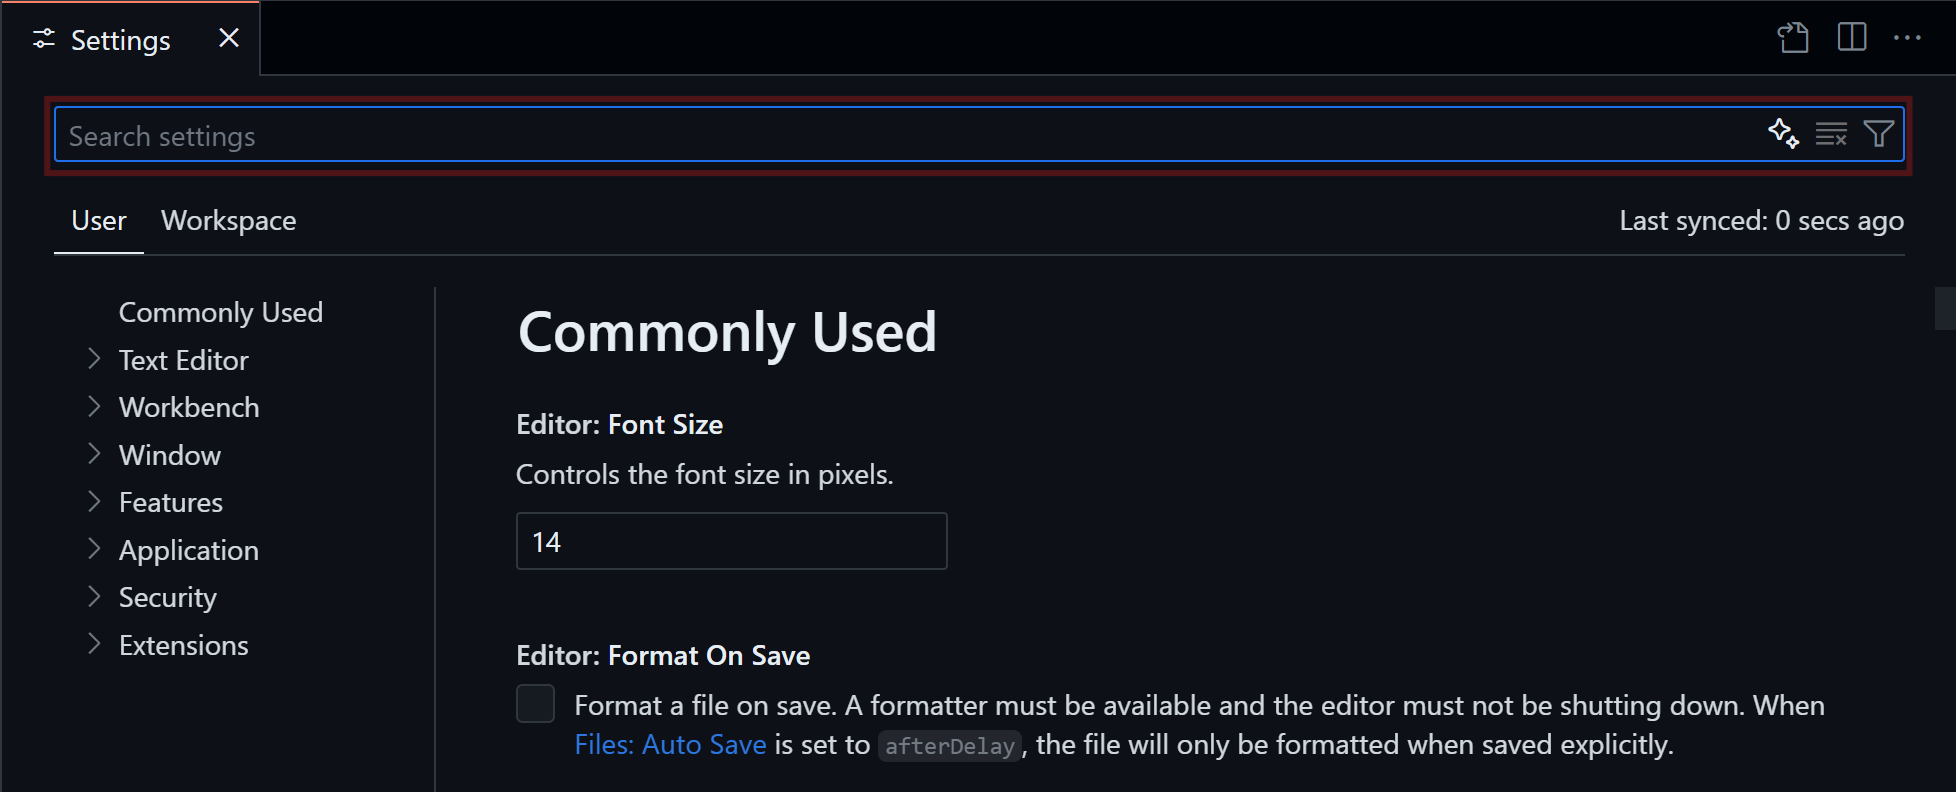 Settings
Search settings
User Workspace Last synced: 0 secs ago
Commonly Used
Text Editor
Workbench
Window
Features
Application
Security
Extensions
Commonly Used
Editor: Font Size
Controls the font size in pixels.
14
Editor: Format On Save
Format a file on save. A formatter must be available and the editor must not be shutting down. When
Files: Auto Save is set to afterDelay, the file will only be formatted when saved explicitly.